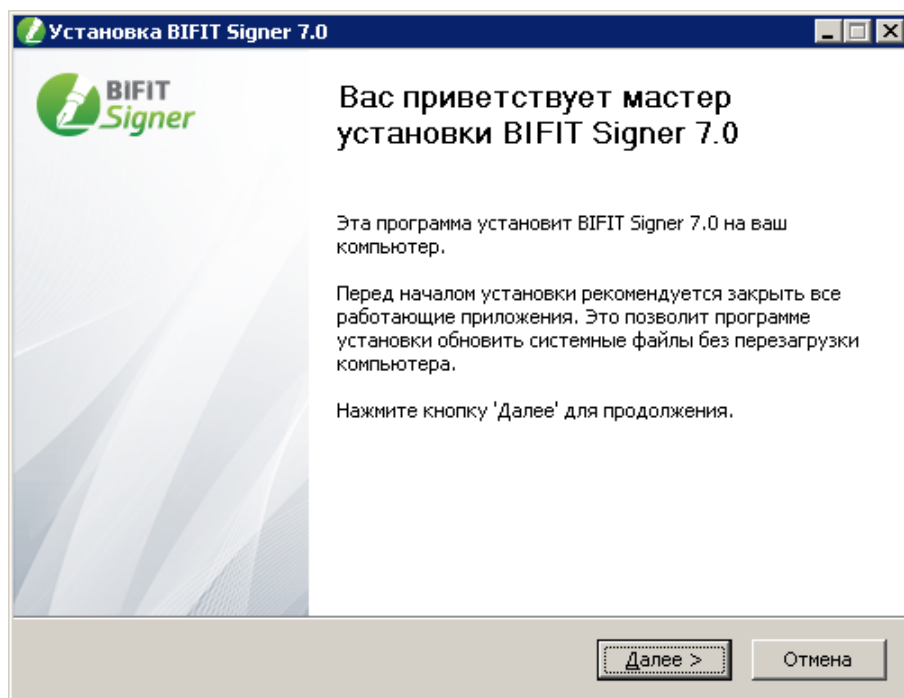 Установка BIFIT Signer 7.0
BIFIT
Signer
Вас приветствует мастер
установки BIFIT Signer 7.0
Эта программа установит BIFIT Signer 7.0 на ваш
компьютер.
Перед началом установки рекомендуется закрыть все
работающие приложения. Это позволит программе
установки обновить системные файлы без перезагрузки
компьютера.
Нажмите кнопку 'Далее' для продолжения.
Далее >
Отмена